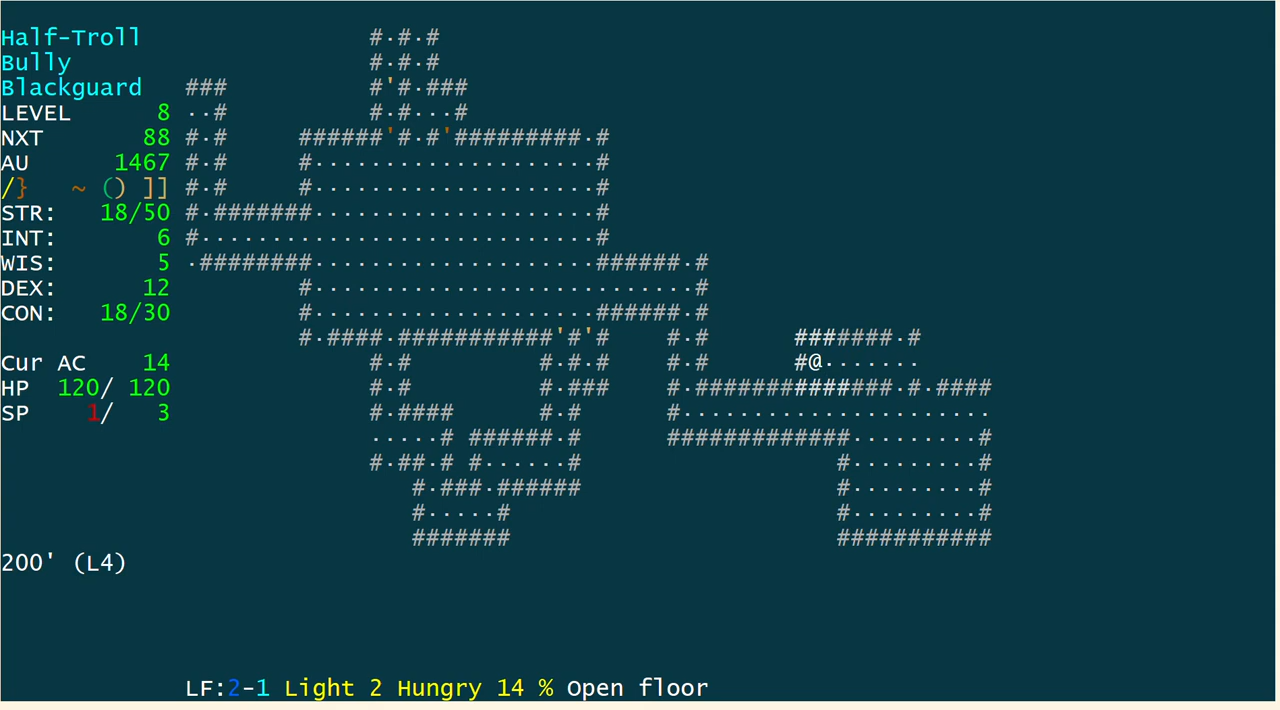 Half-Troll #.#.#
Bully #.#.#
Blackguard ### #'#.###
LEVEL 8 ..# #.#...#
NXT 88 #.# ######'#.#'#########.#
AU 1467 #.# #....................#
/} ~ () ]] #.# #....................#
STR: 18/50 #.#######....................#
INT: 6 #............................#
WIS: 5 .########....................######.#
DEX: 12 #...........................#
CON: 18/30 #....................######.#
#.####.###########'#'# #.# #######.#
Cur AC 14 #.# #.#.# #.# #@.......
HP 120/ 120 #.# #.### #.#############.#.####
SP 1/ 3 #.#### #.# #......................
.....# ######.# #############.........#
#.##.# #......# #.........#
#.###.###### #.........#
#.....# #.........#
####### ###########
200' (L4)
LF:2-1 Light 2 Hungry 14 % Open floor